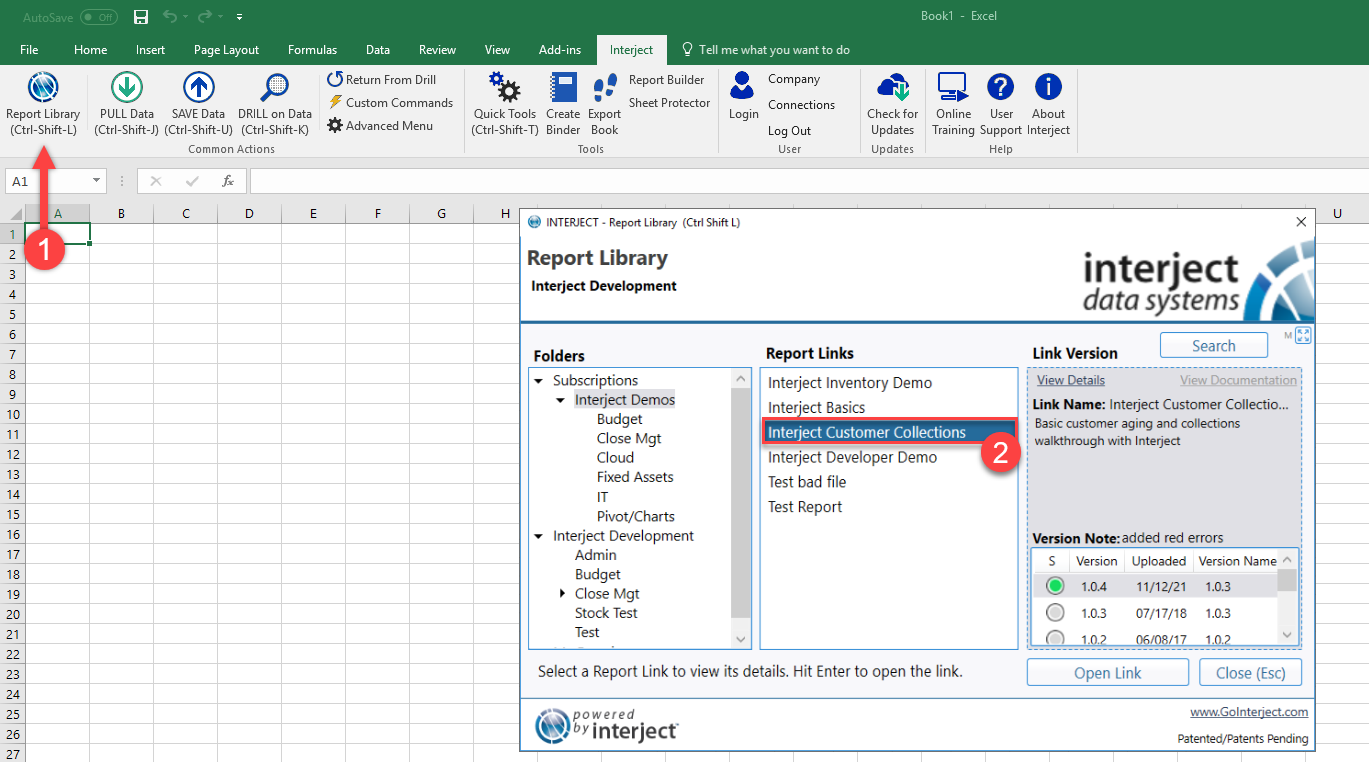 AutoSave Off
Book1 - Excel
File Home Insert Page Layout Formulas Data Review View Add-ins Interject Tell me what you want to do
Report Library
(Ctrl-Shift-L)
PULL Data
(Ctrl-Shift-J)
SAVE Data
(Ctrl-Shift-U)
DRILL on Data
(Ctrl-Shift-K)
Return From Drill
Custom Commands
Advanced Menu
Common Actions
Quick Tools
(Ctrl-Shift-T)
Create
Binder
Export
Book
Report Builder
Sheet Protector
Tools
Login
Company
Connections
Log Out
User
Check for
Updates
Updates
Online
Training
User
Support
About
Interject
Help
A1
fx
A B C D E F G H U
1
2
3
4
5
6
7
8
9
10
11
12
13
14
15
16
17
18
19
20
21
22
23
24
25
26
27
1
INTERJECT - Report Library (Ctrl Shift L)
Report Library
Interject Development
interject
data systems
Folders
Subscriptions
Interject Demos
Budget
Close Mgt
Cloud
Fixed Assets
IT
Pivot/Charts
Interject Development
Admin
Budget
Close Mgt
Stock Test
Test
Report Links
Interject Inventory Demo
Interject Basics
Interject Customer Collections
2
Interject Developer Demo
Test bad file
Test Report
M
Search
Link Version
View Details View Documentation
Link Name: Interject Customer Collectio...
Basic customer aging and collections
walkthrough with Interject
Version Note: added red errors
S Version Uploaded Version Name
1.0.4 11/12/21 1.0.3
1.0.3 07/17/18 1.0.3
1.0.2 06/08/17 1.0.2
Select a Report Link to view its details. Hit Enter to open the link.
Open Link Close (Esc)
powered
by interject
www.GoInterject.com
Patented/Patents Pending